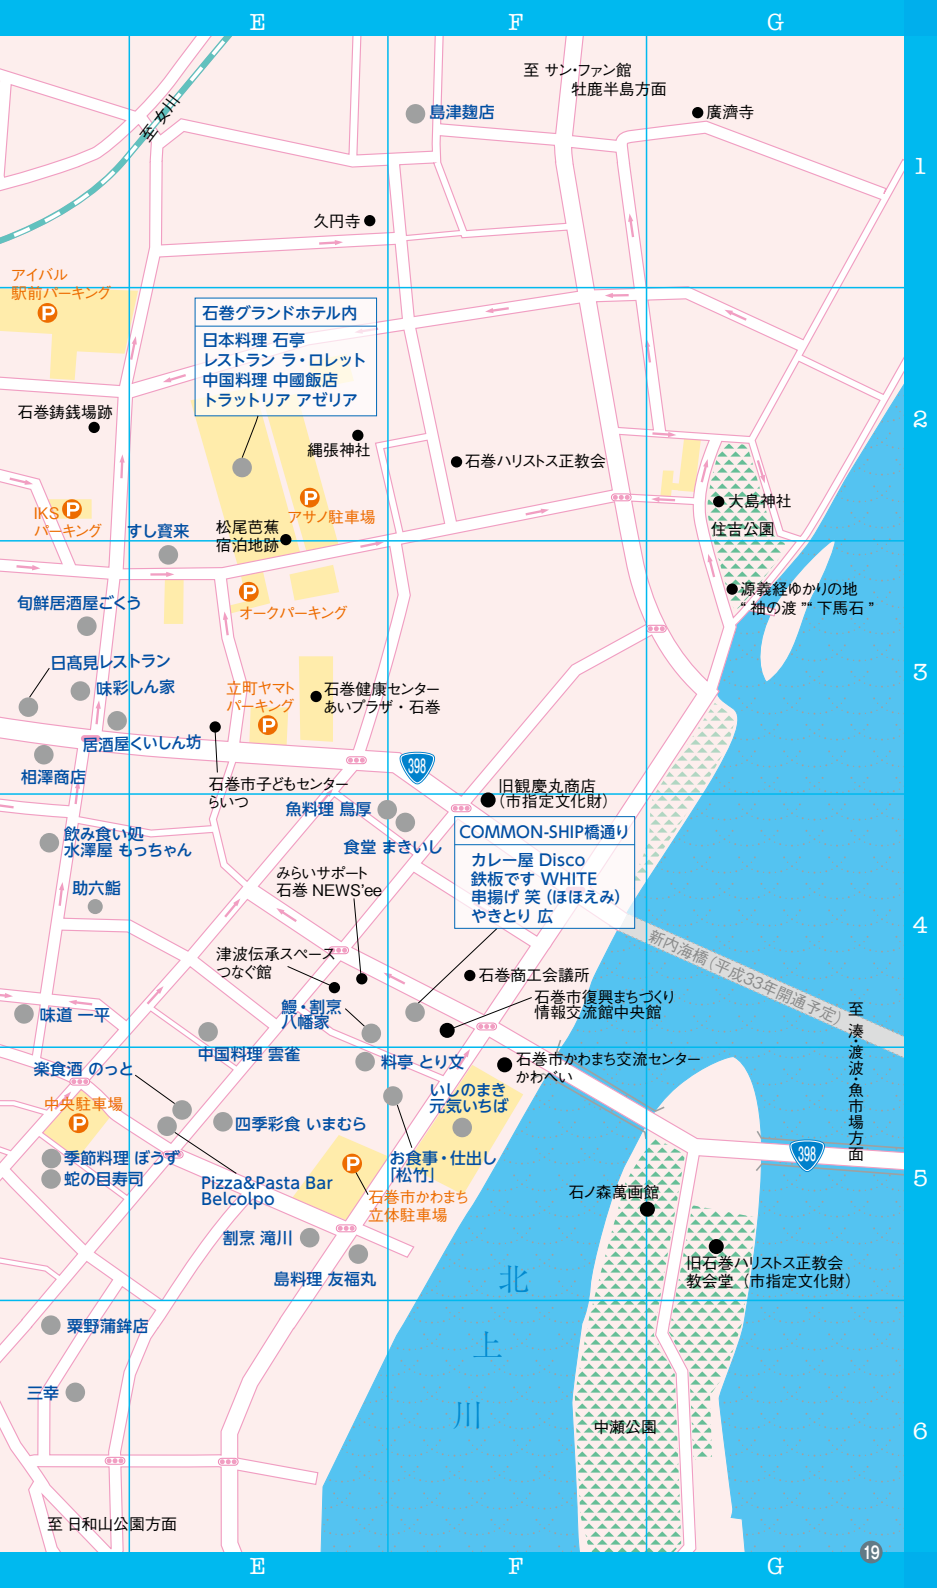 E
F
G
至 サン・ファン館
牡鹿半島方面
島津麹店
廣濟寺
至 女川
1
久円寺
アイパル
駅前パーキング
P
石巻グランドホテル内
日本料理 石亭
レストラン ラ・ロレット
中国料理 中國飯店
トラットリア アゼリア
石巻鋳銭場跡
2
縄張神社
石巻ハリストス正教会
P
アサノ駐車場
大島神社
IKS
パーキング
P
すし寳来
松尾芭蕉
宿泊地跡
住吉公園
旬鮮居酒屋ごくう
P
オークパーキング
源義経ゆかりの地
“ 袖の渡 ”“ 下馬石 ”
日髙見レストラン
味彩しん家
立町ヤマト
パーキング
P
石巻健康センター
あいプラザ・石巻
3
居酒屋くいしん坊
相澤商店
398
石巻市子どもセンター
らいつ
旧観慶丸商店
（市指定文化財）
魚料理 鳥厚
飲み食い処
水澤屋 もっちゃん
食堂 まきいし
COMMON-SHIP橋通り
カレー屋 Disco
鉄板です WHITE
串揚げ 笑（ほほえみ）
やきとり 広
みらいサポート
石巻 NEWS’ee
助六鮨
4
新内海橋（平成33年開通予定）
津波伝承スペース
つなぐ館
石巻商工会議所
鰻・割烹
八幡家
石巻市復興まちづくり
情報交流館中央館
味道 一平
至 湊・渡波・魚市場方面
中国料理 雲雀
料亭 とり文
石巻市かわまち交流センター
かわべい
楽食酒 のっと
いしのまき
元気いちば
中央駐車場
P
四季彩食 いまむら
398
季節料理 ぼうず
お食事・仕出し
「松竹」
蛇の目寿司
Pizza&Pasta Bar
Belcolpo
P
石巻市かわまち
立体駐車場
石ノ森萬画館
5
割烹 滝川
島料理 友福丸
旧石巻ハリストス正教会
教会堂（市指定文化財）
北
上
川
粟野蒲鉾店
三幸
中瀬公園
6
至 日和山公園方面
19
E
F
G